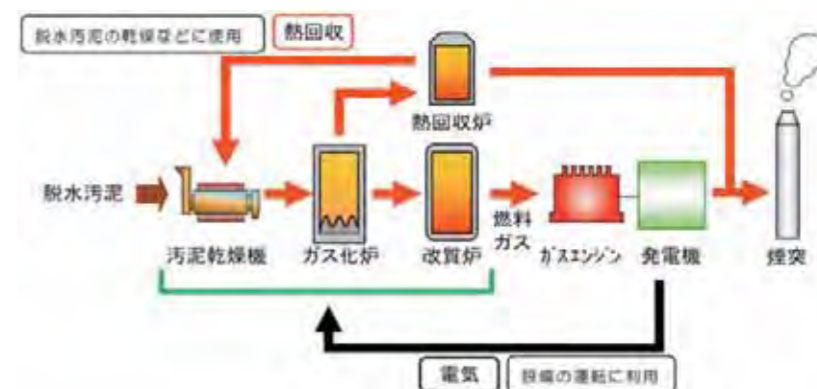 脱水汚泥の乾燥などに使用
熱回収
熱回収炉
脱水汚泥
汚泥乾燥機
ガス化炉
改質炉
燃料
ガス
ガスエンジン
発電機
煙突
電気
設備の運転に利用